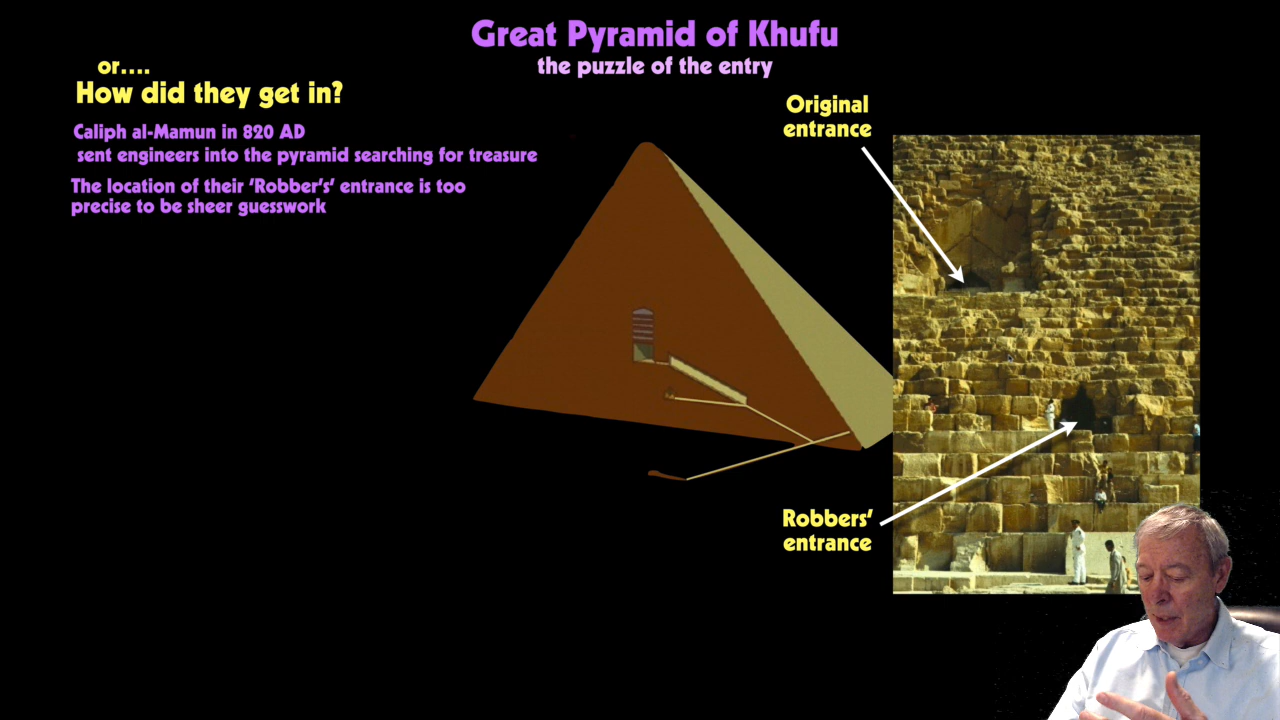 Great Pyramid of Khufu
the puzzle of the entry
or....
How did they get in?
Caliph al-Mamun in 820 AD
sent engineers into the pyramid searching for treasure
The location of their ‘Robber’s’ entrance is too
precise to be sheer guesswork
Original
entrance
Robbers’
entrance